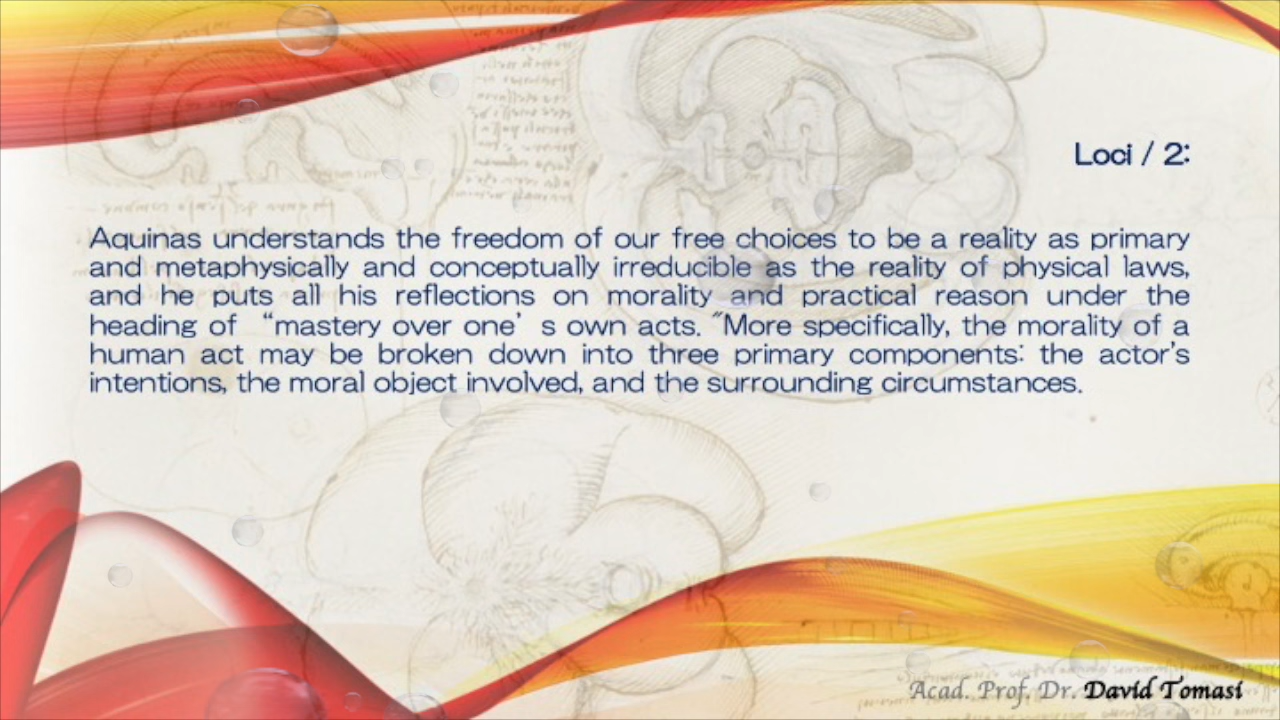 Loci / 2:
Aquinas understands the freedom of our free choices to be a reality as primary
and metaphysically and conceptually irreducible as the reality of physical laws,
and he puts all his reflections on morality and practical reason under the
heading of “mastery over one’ s own acts. ˝More specifically, the morality of a
human act may be broken down into three primary components: the actor's
intentions, the moral object involved, and the surrounding circumstances.
Acad. Prof. Dr. David Tomasi